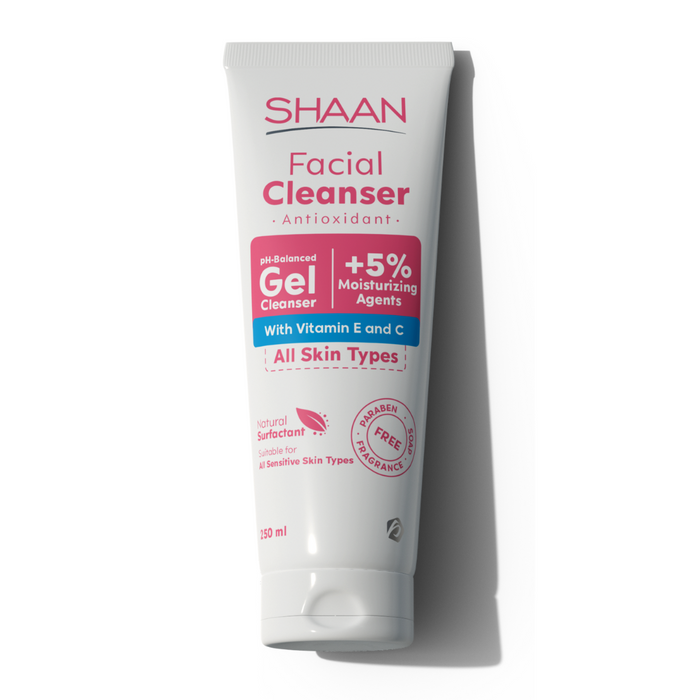 SHAAN
Facial
Cleanser
· Antioxidant ·
pH-Balanced
Gel
Cleanser
+5%
Moisturizing
Agents
With Vitamin E and C
All Skin Types
Natural
Surfactant
Suitable for
All Sensitive Skin Types
PARABEN · SOAP · FRAGRANCE ·
FREE
250 ml